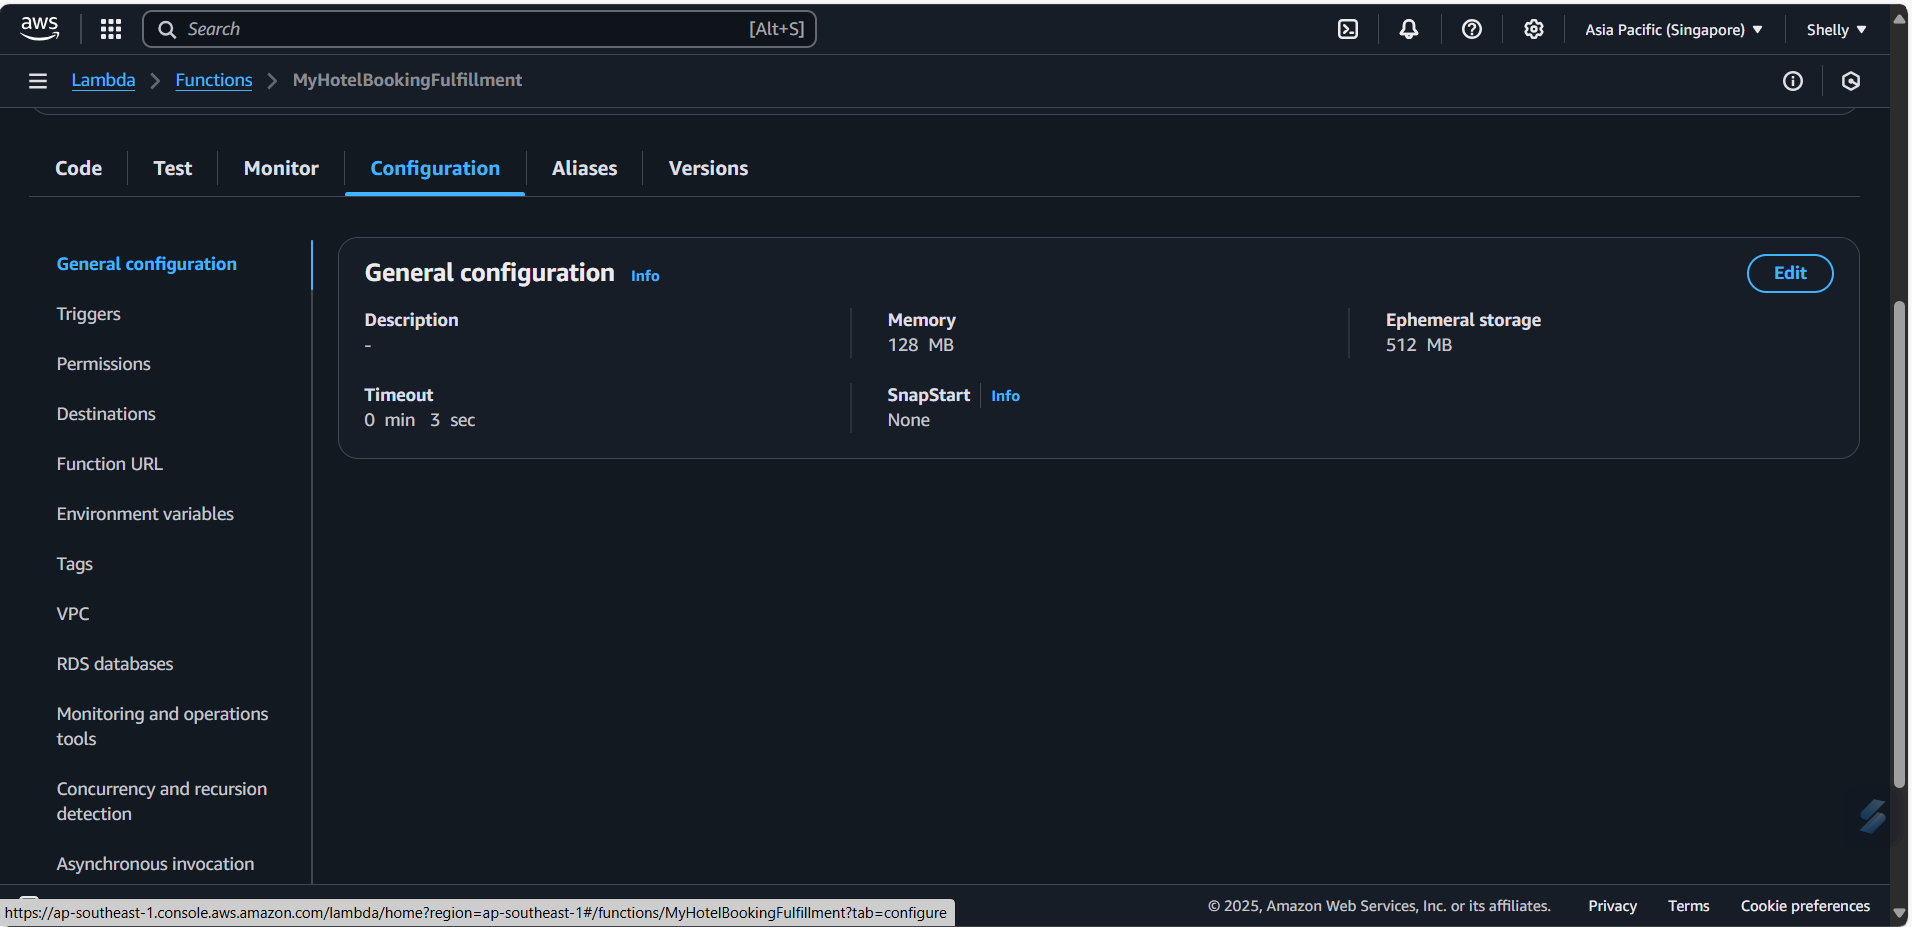 aws
Search [Alt+S]
Asia Pacific (Singapore)
Shelly
Lambda
Functions
MyHotelBookingFulfillment
Code
Test
Monitor
Configuration
Aliases
Versions
General configuration
Triggers
Permissions
Destinations
Function URL
Environment variables
Tags
VPC
RDS databases
Monitoring and operations
tools
Concurrency and recursion
detection
Asynchronous invocation
General configuration Info
Edit
Description
-
Memory
128 MB
Ephemeral storage
512 MB
Timeout
0 min 3 sec
SnapStart Info
None
https://ap-southeast-1.console.aws.amazon.com/lambda/home?region=ap-southeast-1#/functions/MyHotelBookingFulfillment?tab=configure
© 2025, Amazon Web Services, Inc. or its affiliates.
Privacy
Terms
Cookie preferences